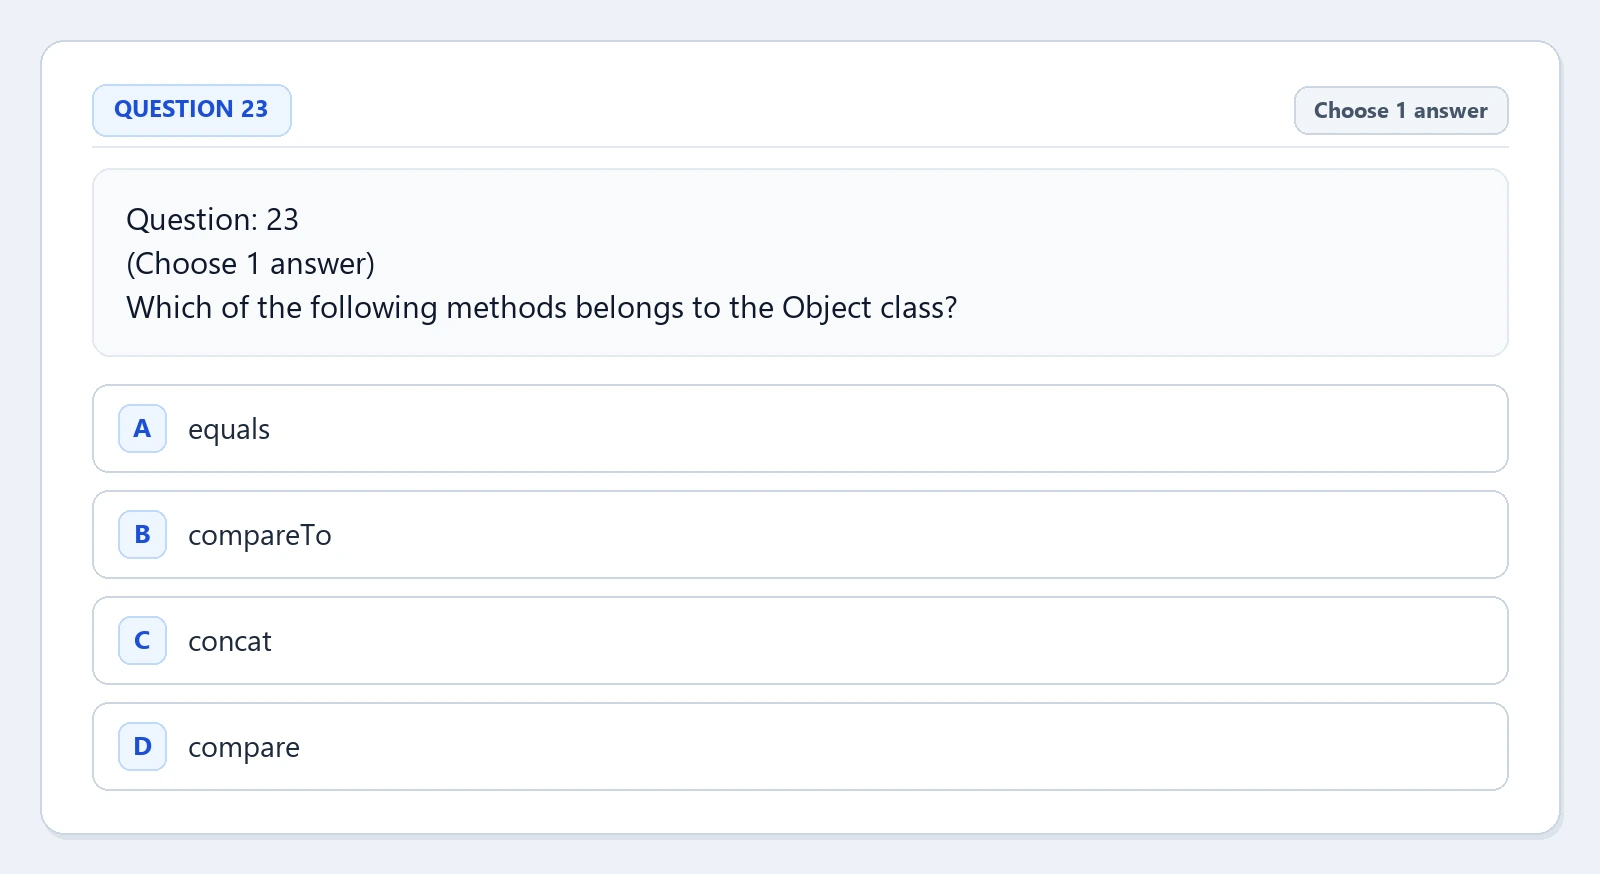 QUESTION 23
Choose 1 answer
Question: 23
(Choose 1 answer)
Which of the following methods belongs to the Object class?
A equals
B compareTo
C concat
D compare